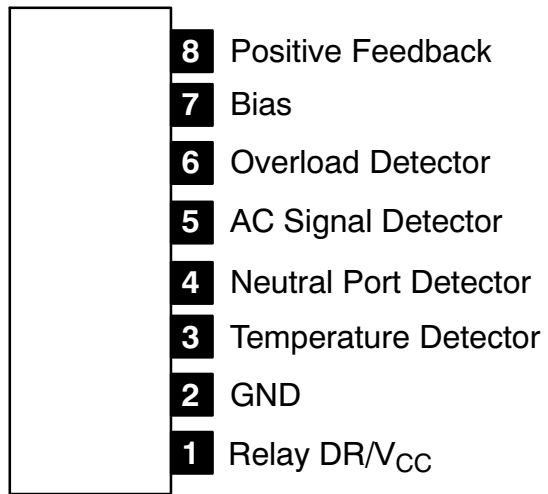 8 Positive Feedback
7 Bias
6 Overload Detector
5 AC Signal Detector
4 Neutral Port Detector
3 Temperature Detector
2 GND
1 Relay DR/VCC